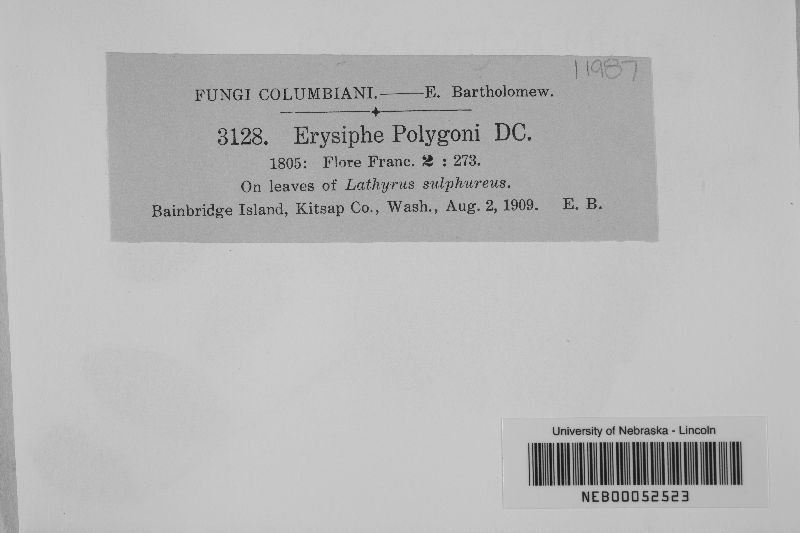 11987
FUNGI COLUMBIANI.——E. Bartholomew.
3128. Erysiphe Polygoni DC.
1805: Flore Franc. 2 : 273.
On leaves of Lathyrus sulphureus.
Bainbridge Island, Kitsap Co., Wash., Aug. 2, 1909. E. B.
University of Nebraska - Lincoln
NEB00052523